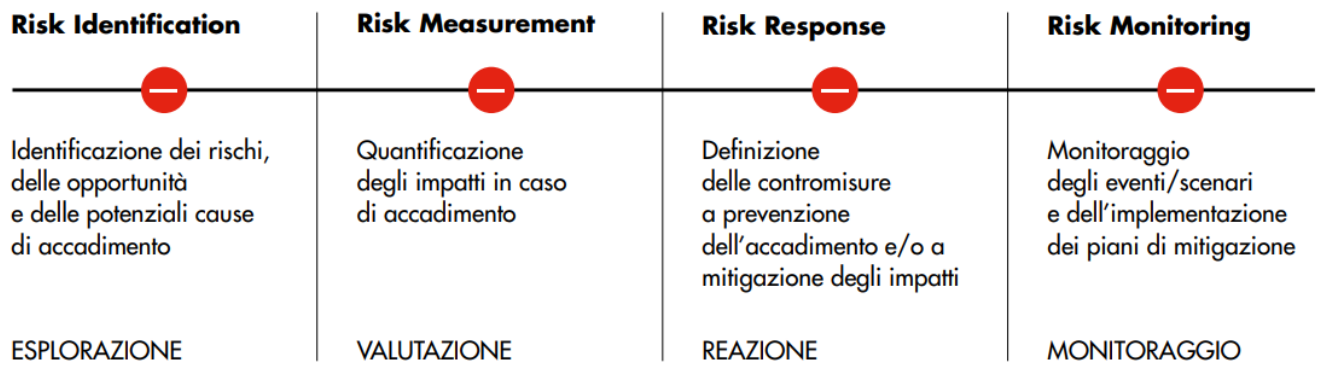 Risk Identification
Identificazione dei rischi,
delle opportunità
e delle potenziali cause
di accadimento
ESPLORAZIONE
Risk Measurement
Quantificazione
degli impatti in caso
di accadimento
VALUTAZIONE
Risk Response
Definizione
delle contromisure
a prevenzione
dell'accadimento e/o a
mitigazione degli impatti
REAZIONE
Risk Monitoring
Monitoraggio
degli eventi/scenari
e dell'implementazione
dei piani di mitigazione
MONITORAGGIO